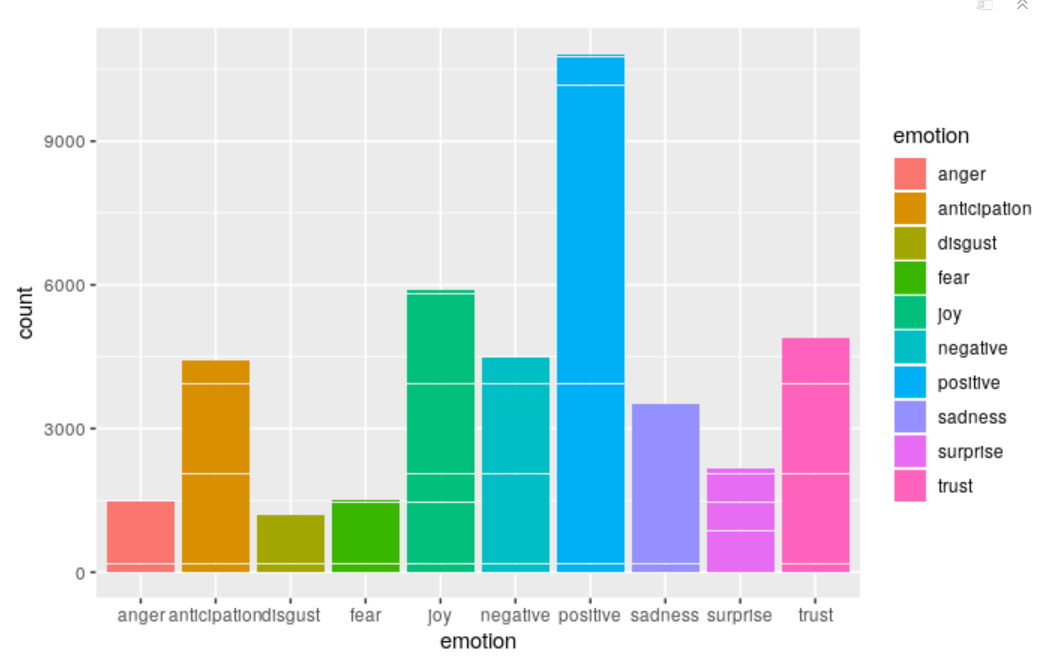 9000
6000
3000
0
count
anger anticipation disgust fear joy negative positive sadness surprise trust
emotion
emotion
anger
anticipation
disgust
fear
joy
negative
positive
sadness
surprise
trust